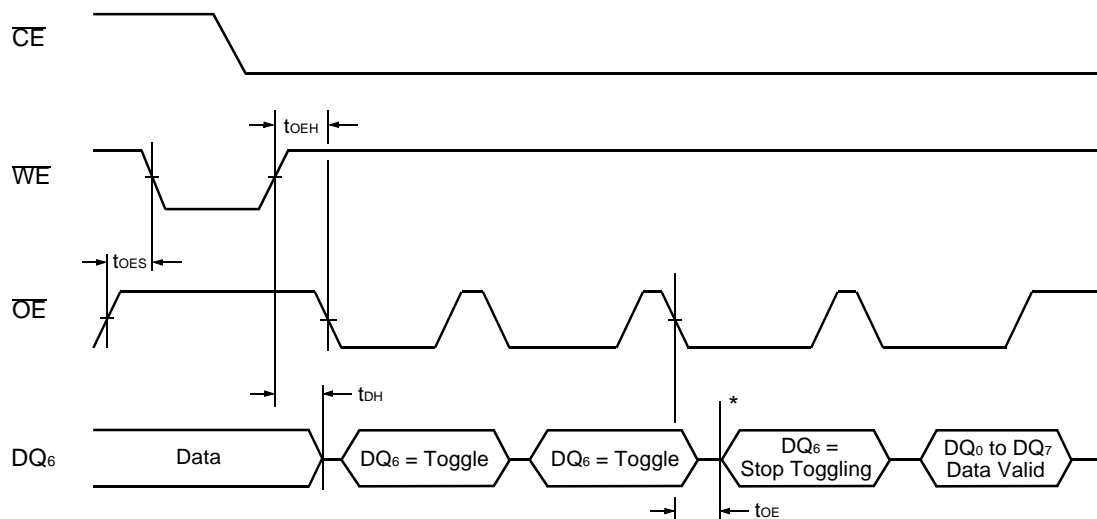 CE
tOEH
WE
tOES
OE
tDH
*
DQ6
Data
DQ6 = Toggle
DQ6 = Toggle
DQ6 =
Stop Toggling
DQ0 to DQ7
Data Valid
tOE